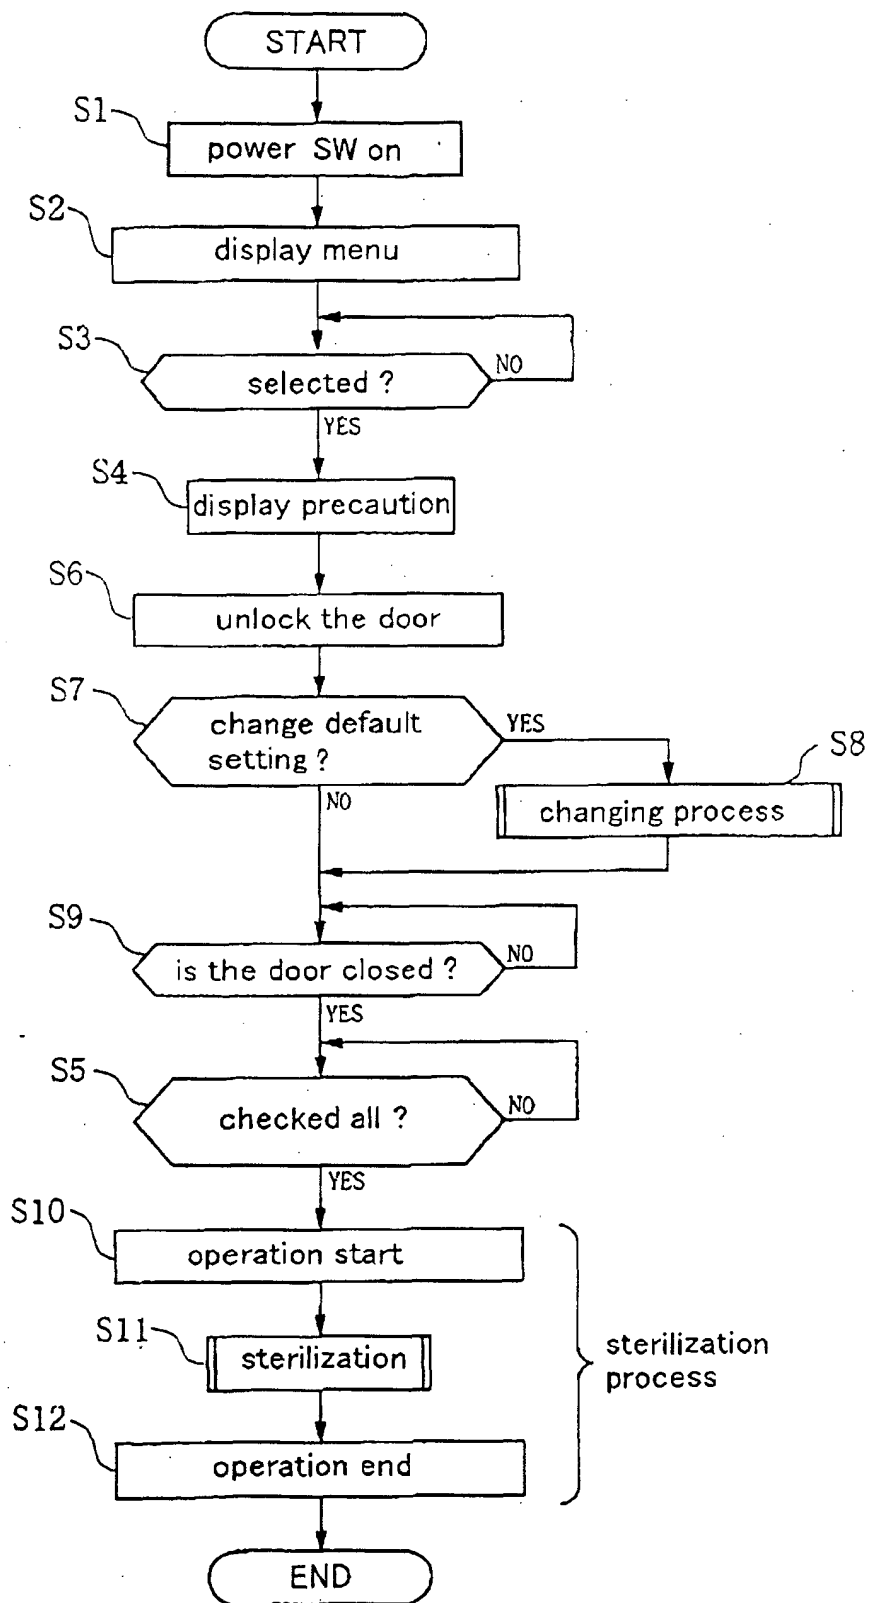 START
S1
power SW on
S2
display menu
S3
selected ?
NO
YES
S4
display precaution
S6
unlock the door
S7
change default
setting ?
YES
NO
S8
changing process
S9
is the door closed ?
NO
YES
S5
checked all ?
NO
YES
S10
operation start
S11
sterilization
S12
operation end
sterilization
process
END